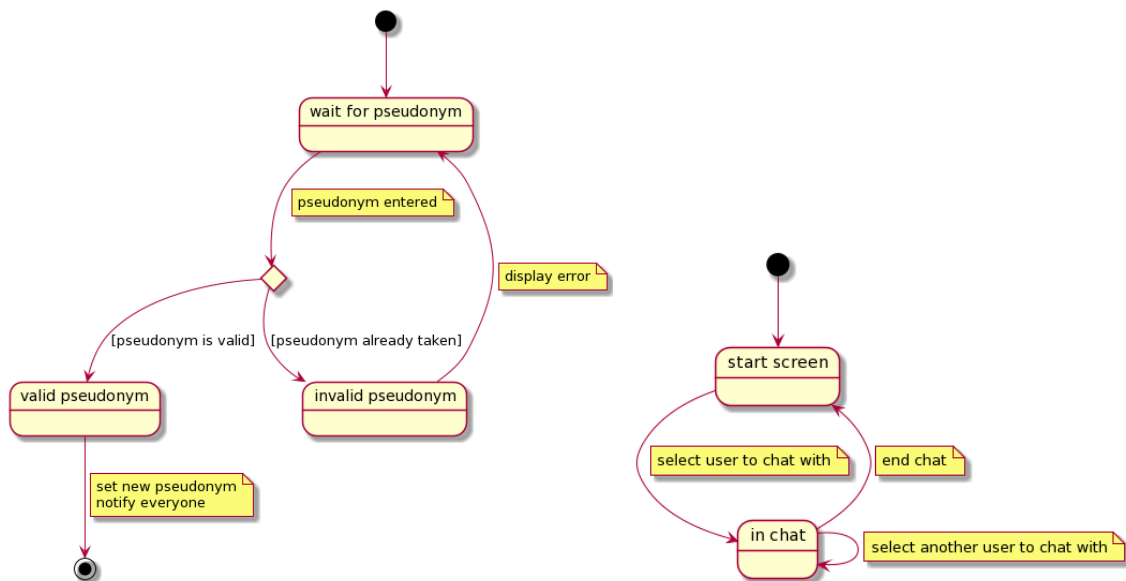 wait for pseudonym
pseudonym entered
display error
[pseudonym is valid]
[pseudonym already taken]
valid pseudonym
invalid pseudonym
set new pseudonym
notify everyone
start screen
select user to chat with
end chat
in chat
select another user to chat with